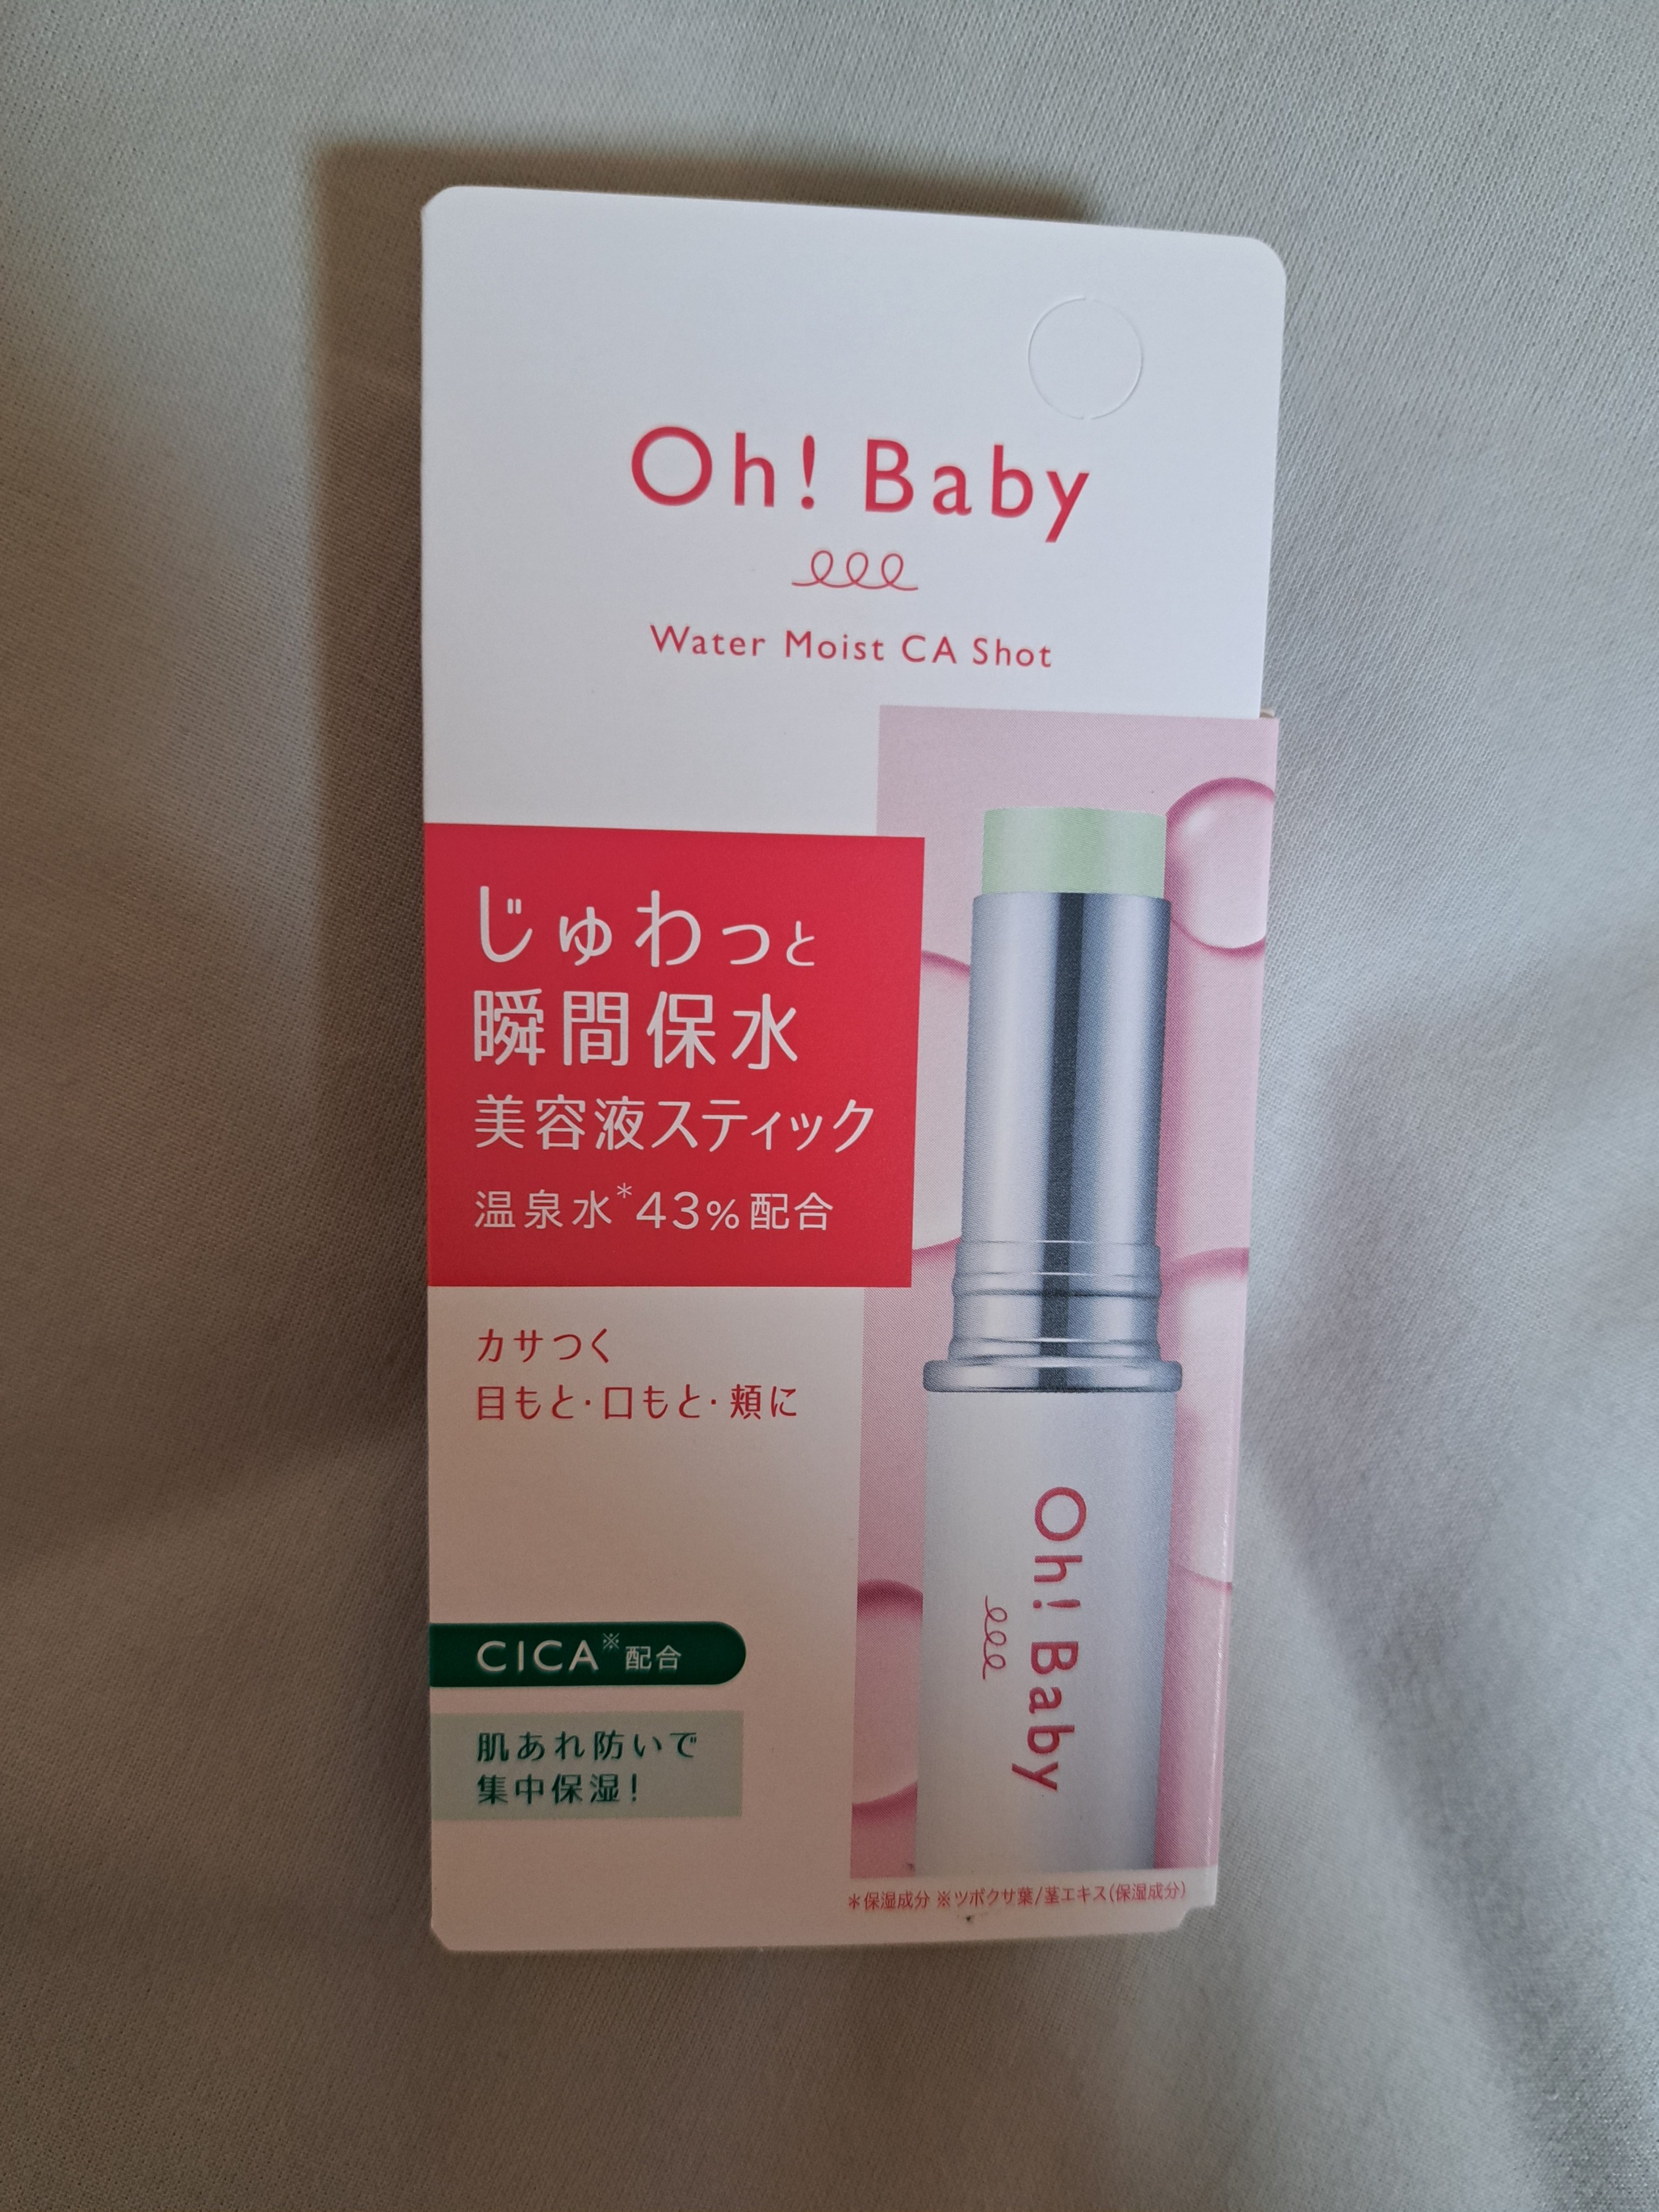 Oh! Baby
Water Moist CA Shot
じゅわっと
瞬間保水
美容液スティック
温泉水*43%配合
カサつく
目もと・口もと・頬に
CICA※配合
肌あれ防いで
集中保湿!
Oh! Baby
*保湿成分 ※ツボクサ葉/茎エキス(保湿成分)